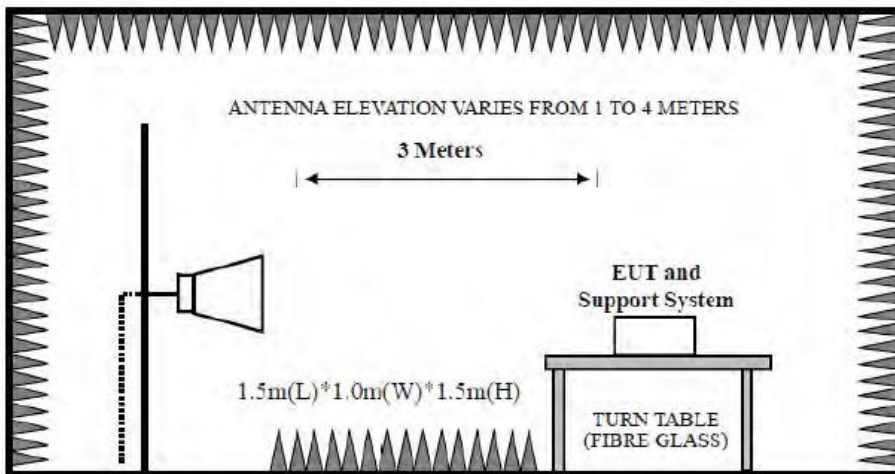 ANTENNA ELEVATION VARIES FROM 1 TO 4 METERS
3 Meters
EUT and
Support System
1.5m(L)*1.0m(W)*1.5m(H)
TURN TABLE
(FIBRE GLASS)